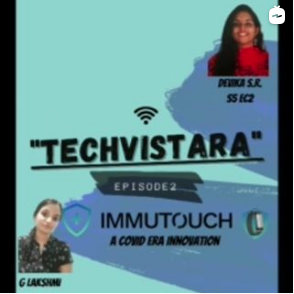 DEVIKA S.R.
S5 EC2
"TECHVISTARA"
EPISODE2
IMMUTOUCH
A COVID ERA INNOVATION
G LAKSHMI